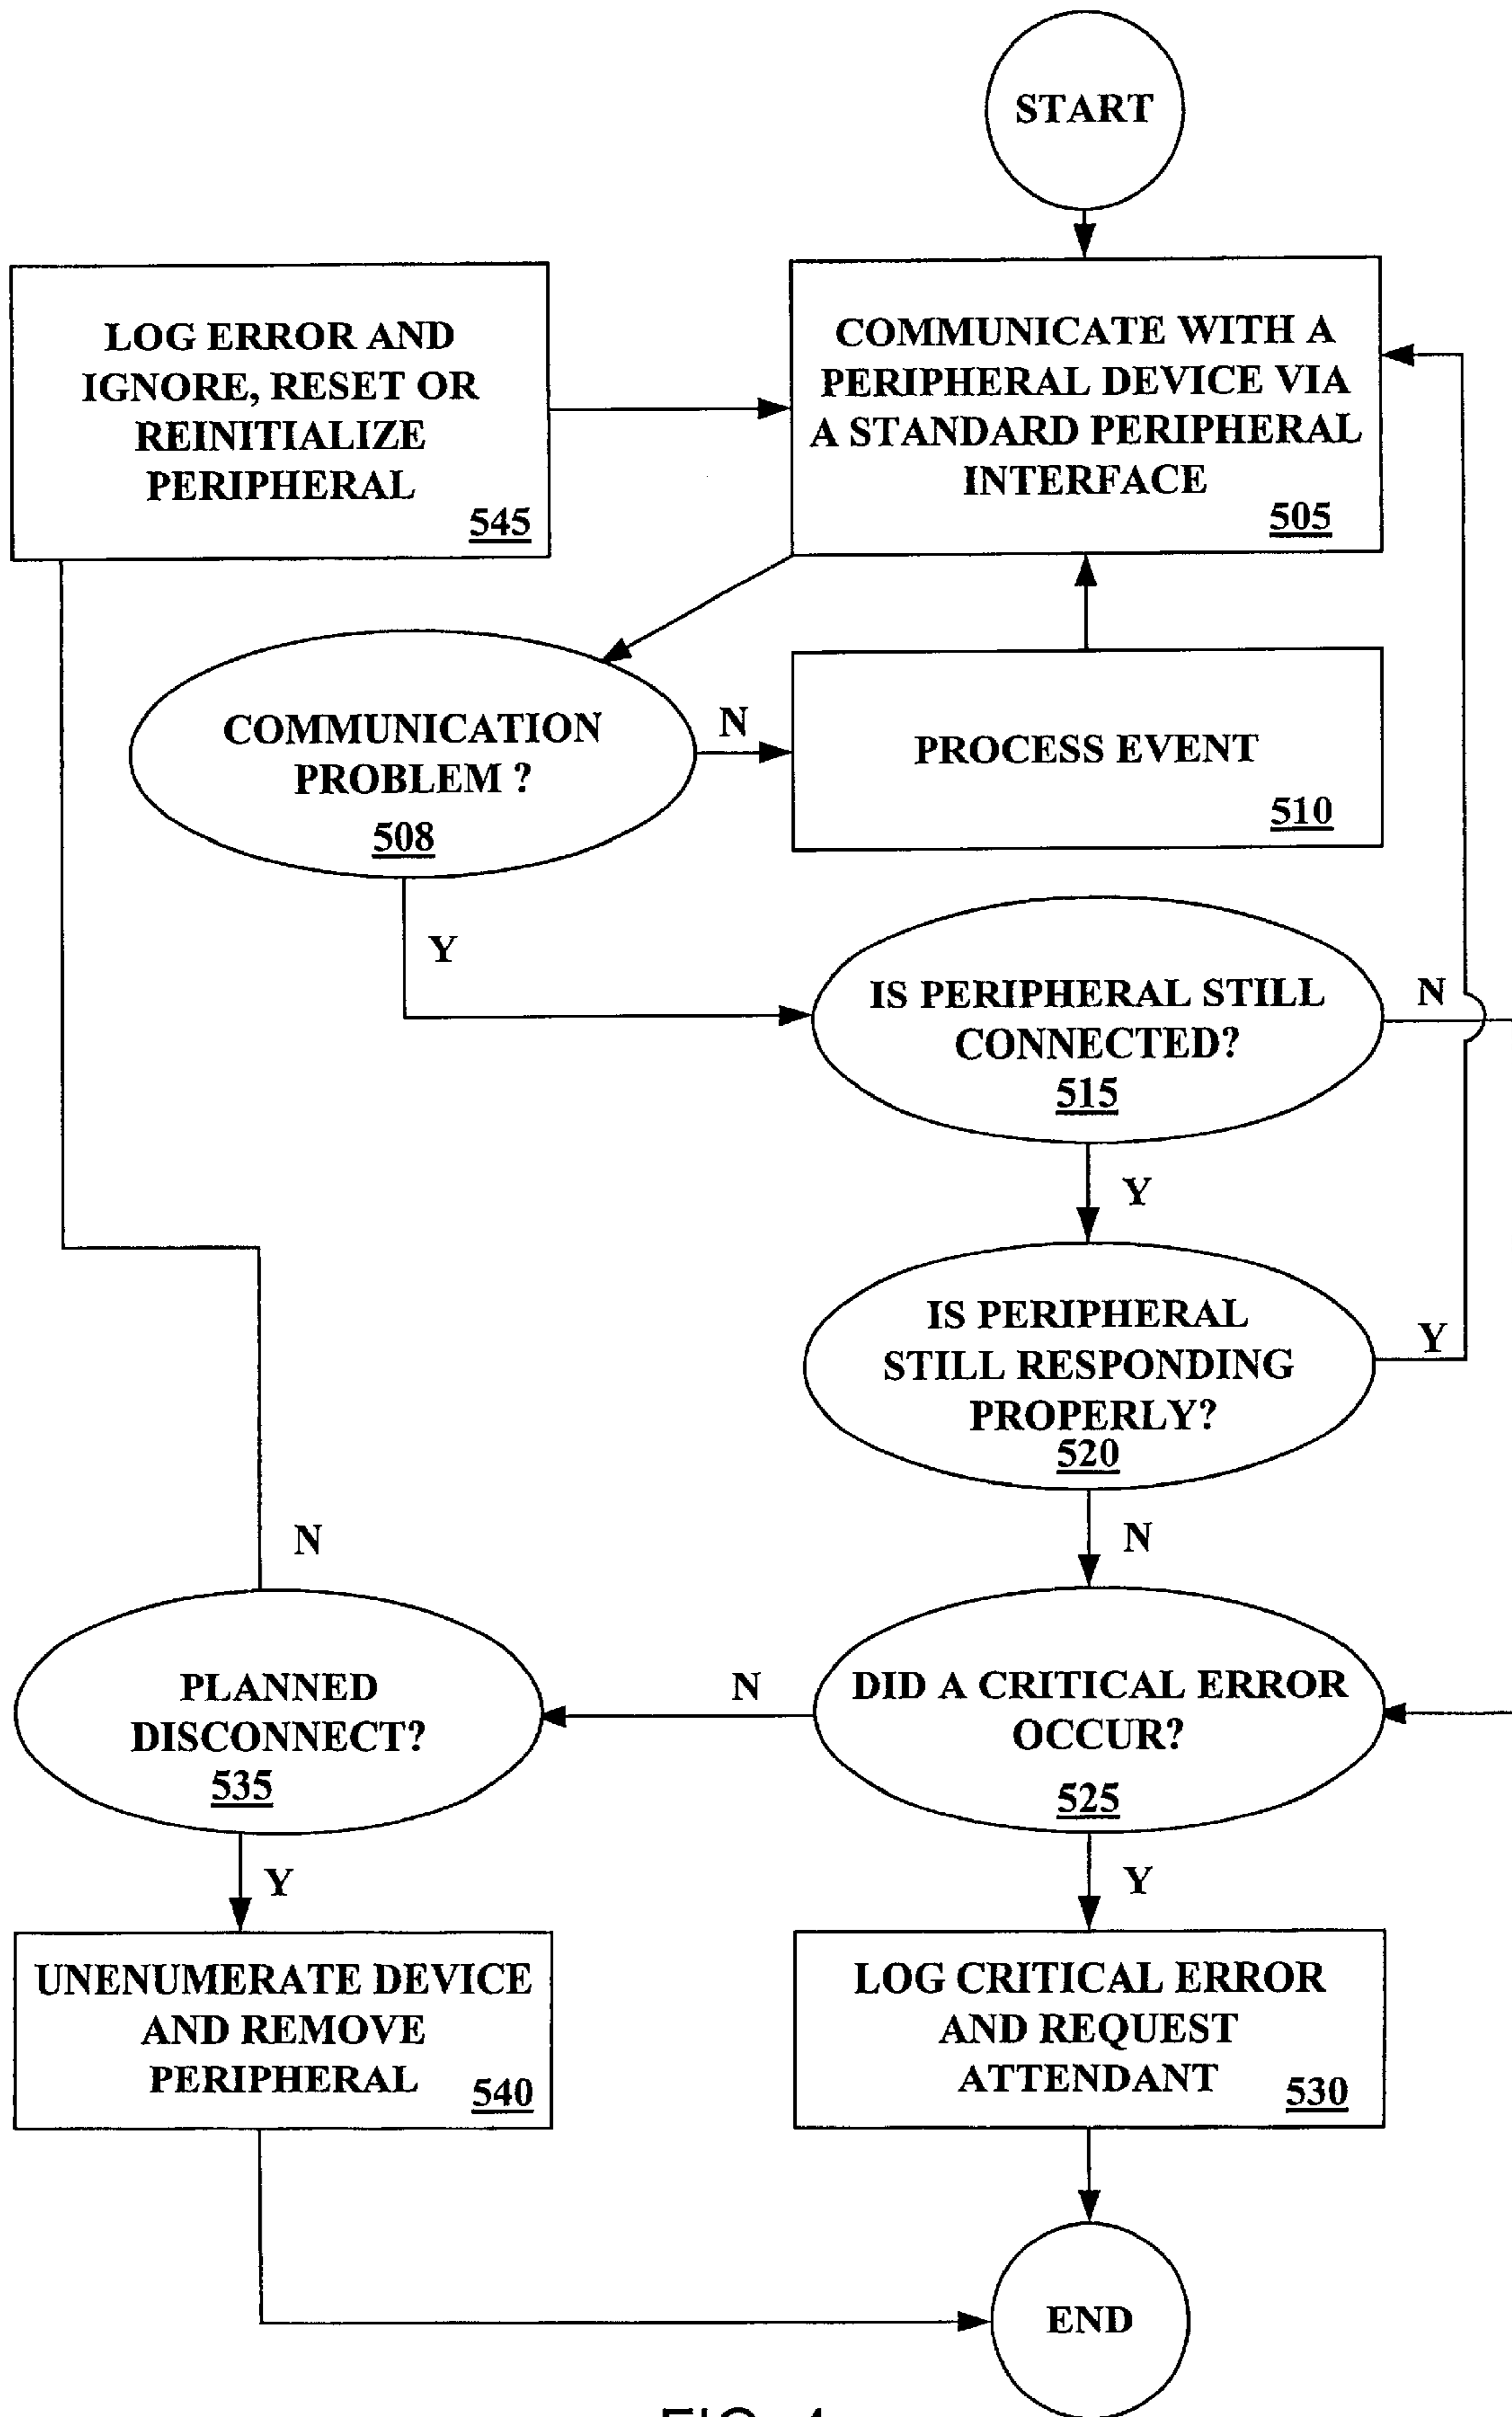 START
LOG ERROR AND
IGNORE, RESET OR
REINITIALIZE
PERIPHERAL
545
COMMUNICATE WITH A
PERIPHERAL DEVICE VIA
A STANDARD PERIPHERAL
INTERFACE
505
COMMUNICATION
PROBLEM ?
508
N
PROCESS EVENT
510
Y
IS PERIPHERAL STILL
CONNECTED?
515
N
Y
IS PERIPHERAL
STILL RESPONDING
PROPERLY?
520
Y
N
N
PLANNED
DISCONNECT?
535
N
DID A CRITICAL ERROR
OCCUR?
525
Y
Y
UNENUMERATE DEVICE
AND REMOVE
PERIPHERAL
540
LOG CRITICAL ERROR
AND REQUEST
ATTENDANT
530
END